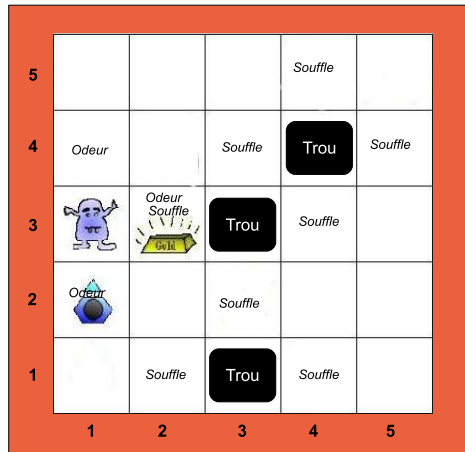 5 Souffle
4 Odeur Souffle Trou Souffle
Odeur
Souffle
3 Gold Trou Souffle
2 Odeur Souffle
1 Souffle Trou Souffle
1 2 3 4 5